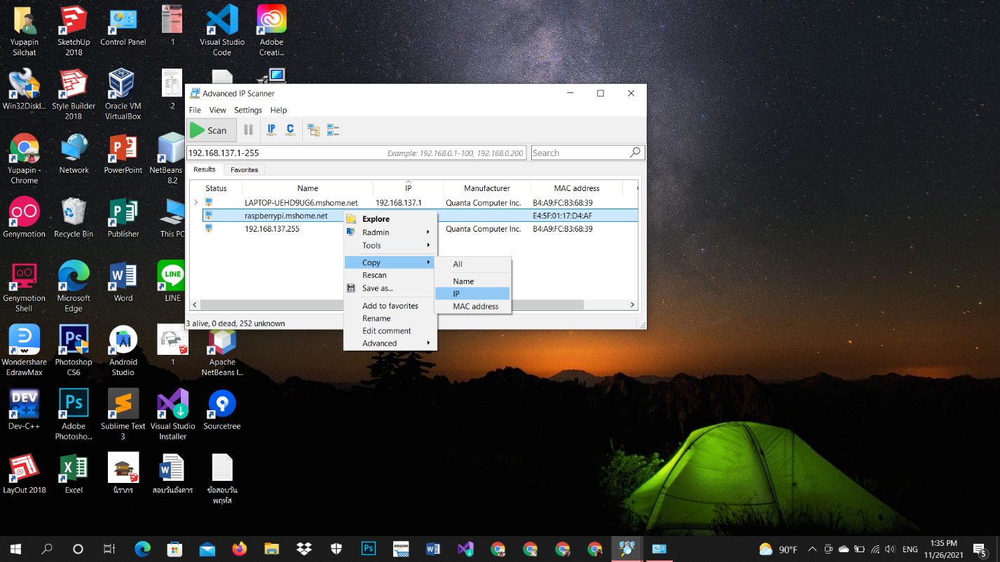 Yupapin
Silchat
SketchUp
2018
Control Panel
1
Visual Studio
Code
Adobe
Creati...
Win32Diskl...
Style Builder
2018
Oracle VM
VirtualBox
2
Yupapin -
Chrome
Network
PowerPoint
NetBeans
8.2
Genymotion
Recycle Bin
Publisher
This PC
Genymotion
Shell
Microsoft
Edge
Word
LINE
Wondershare
EdrawMax
Photoshop
CS6
Android
Studio
1
Apache
NetBeans I...
Dev-C++
Adobe
Photosho...
Sublime Text
3
Visual Studio
Installer
Sourcetree
LayOut 2018
Excel
นิราภร
สอบวันอังคาร
ข้อสอบวัน
พฤหัส
Advanced IP Scanner
File View Settings Help
Scan IP C
192.168.137.1-255 Example: 192.168.0.1-100, 192.168.0.200 Search
Results Favorites
Status Name IP Manufacturer MAC address
LAPTOP-UEHD9UG6.mshome.net 192.168.137.1 Quanta Computer Inc. B4:A9:FC:B3:68:39
raspberrypi.mshome.net E4:5F:01:17:D4:AF
192.168.137.255 Quanta Computer Inc. B4:A9:FC:B3:68:39
3 alive, 0 dead, 252 unknown
Explore
Radmin
Tools
Copy
Rescan
Save as...
Add to favorites
Rename
Edit comment
Advanced
All
Name
IP
MAC address
90°F ENG 1:35 PM
11/26/2021
5